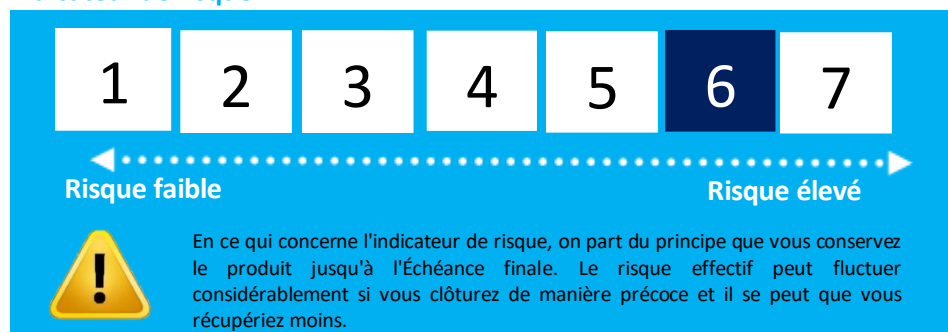 1 2 3 4 5 6 7
Risque faible Risque élevé
En ce qui concerne l'indicateur de risque, on part du principe que vous conservez
le produit jusqu'à l'Échéance finale. Le risque effectif peut fluctuer
considérablement si vous clôturez de manière précoce et il se peut que vous
récupériez moins.